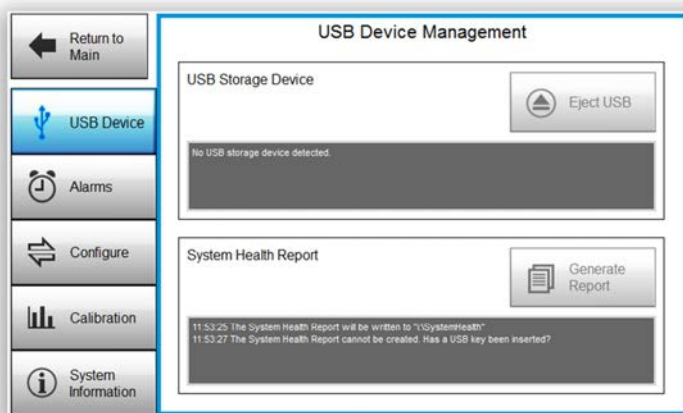 Return to
Main
USB Device Management
USB Storage Device
Eject USB
USB Device
No USB storage device detected.
Alarms
Configure
System Health Report
Generate
Report
Calibration
11:53:25 The System Health Report will be written to "I:\SystemHealth"
11:53:27 The System Health Report cannot be created. Has a USB key been inserted?
System
Information